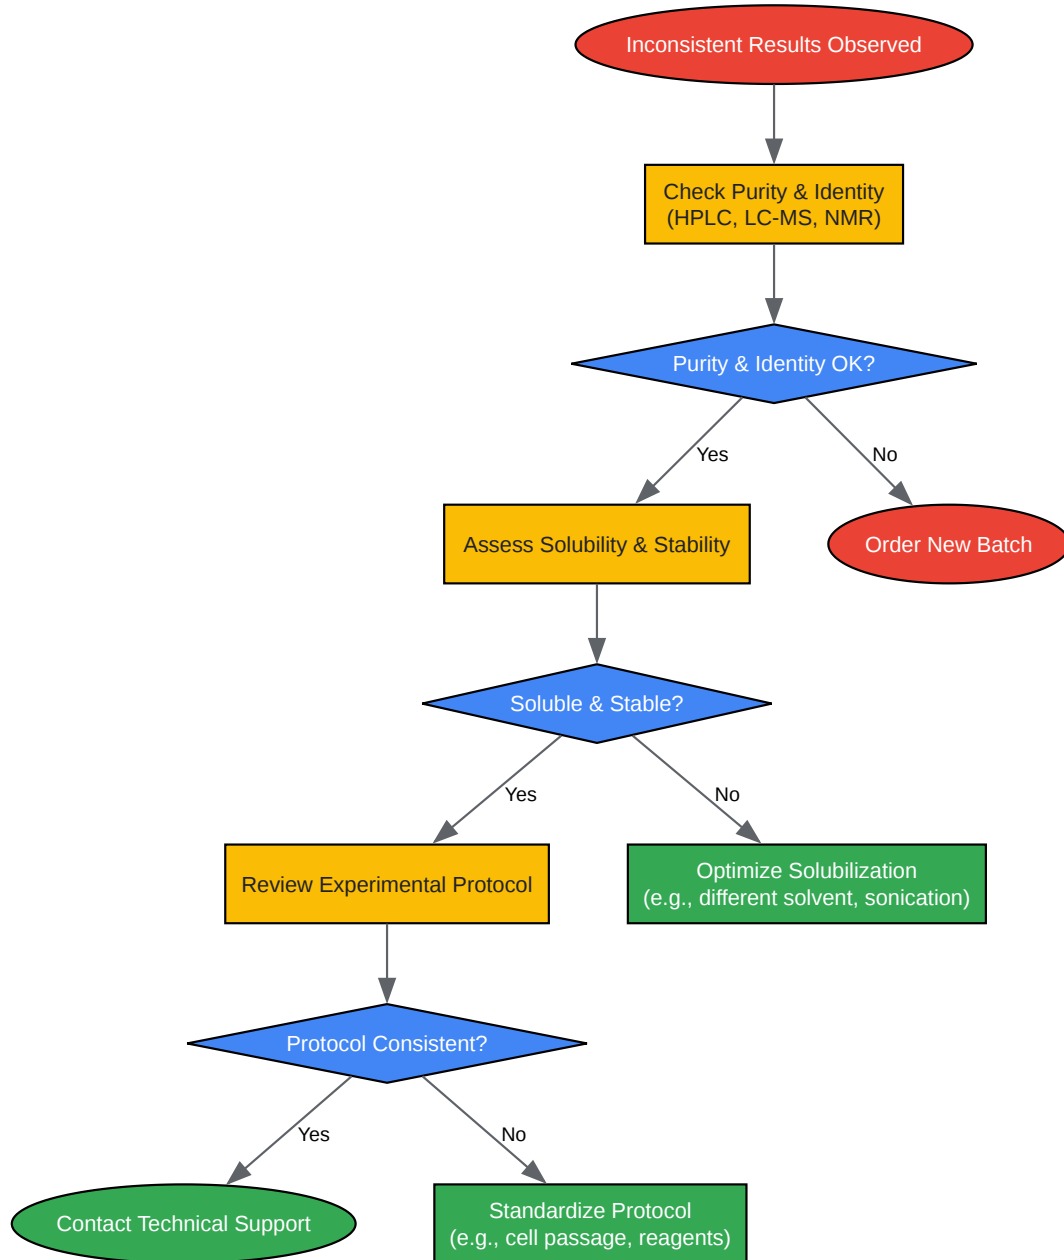 Inconsistent Results Observed
Check Purity & Identity
(HPLC, LC-MS, NMR)
Purity & Identity OK?
Yes
No
Assess Solubility & Stability
Order New Batch
Soluble & Stable?
Yes
No
Review Experimental Protocol
Optimize Solubilization
(e.g., different solvent, sonication)
Protocol Consistent?
Yes
No
Contact Technical Support
Standardize Protocol
(e.g., cell passage, reagents)